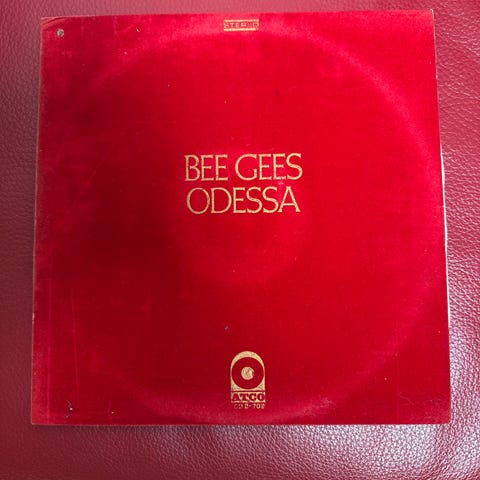 STEREO
BEE GEES
ODESSA
ATCO
SD 2-702